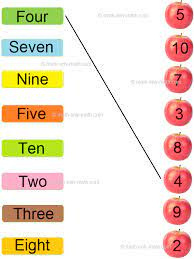 Four 5
Seven 10
Nine 7
Five 3
Ten 8
Two 4
Three 9
Eight 2